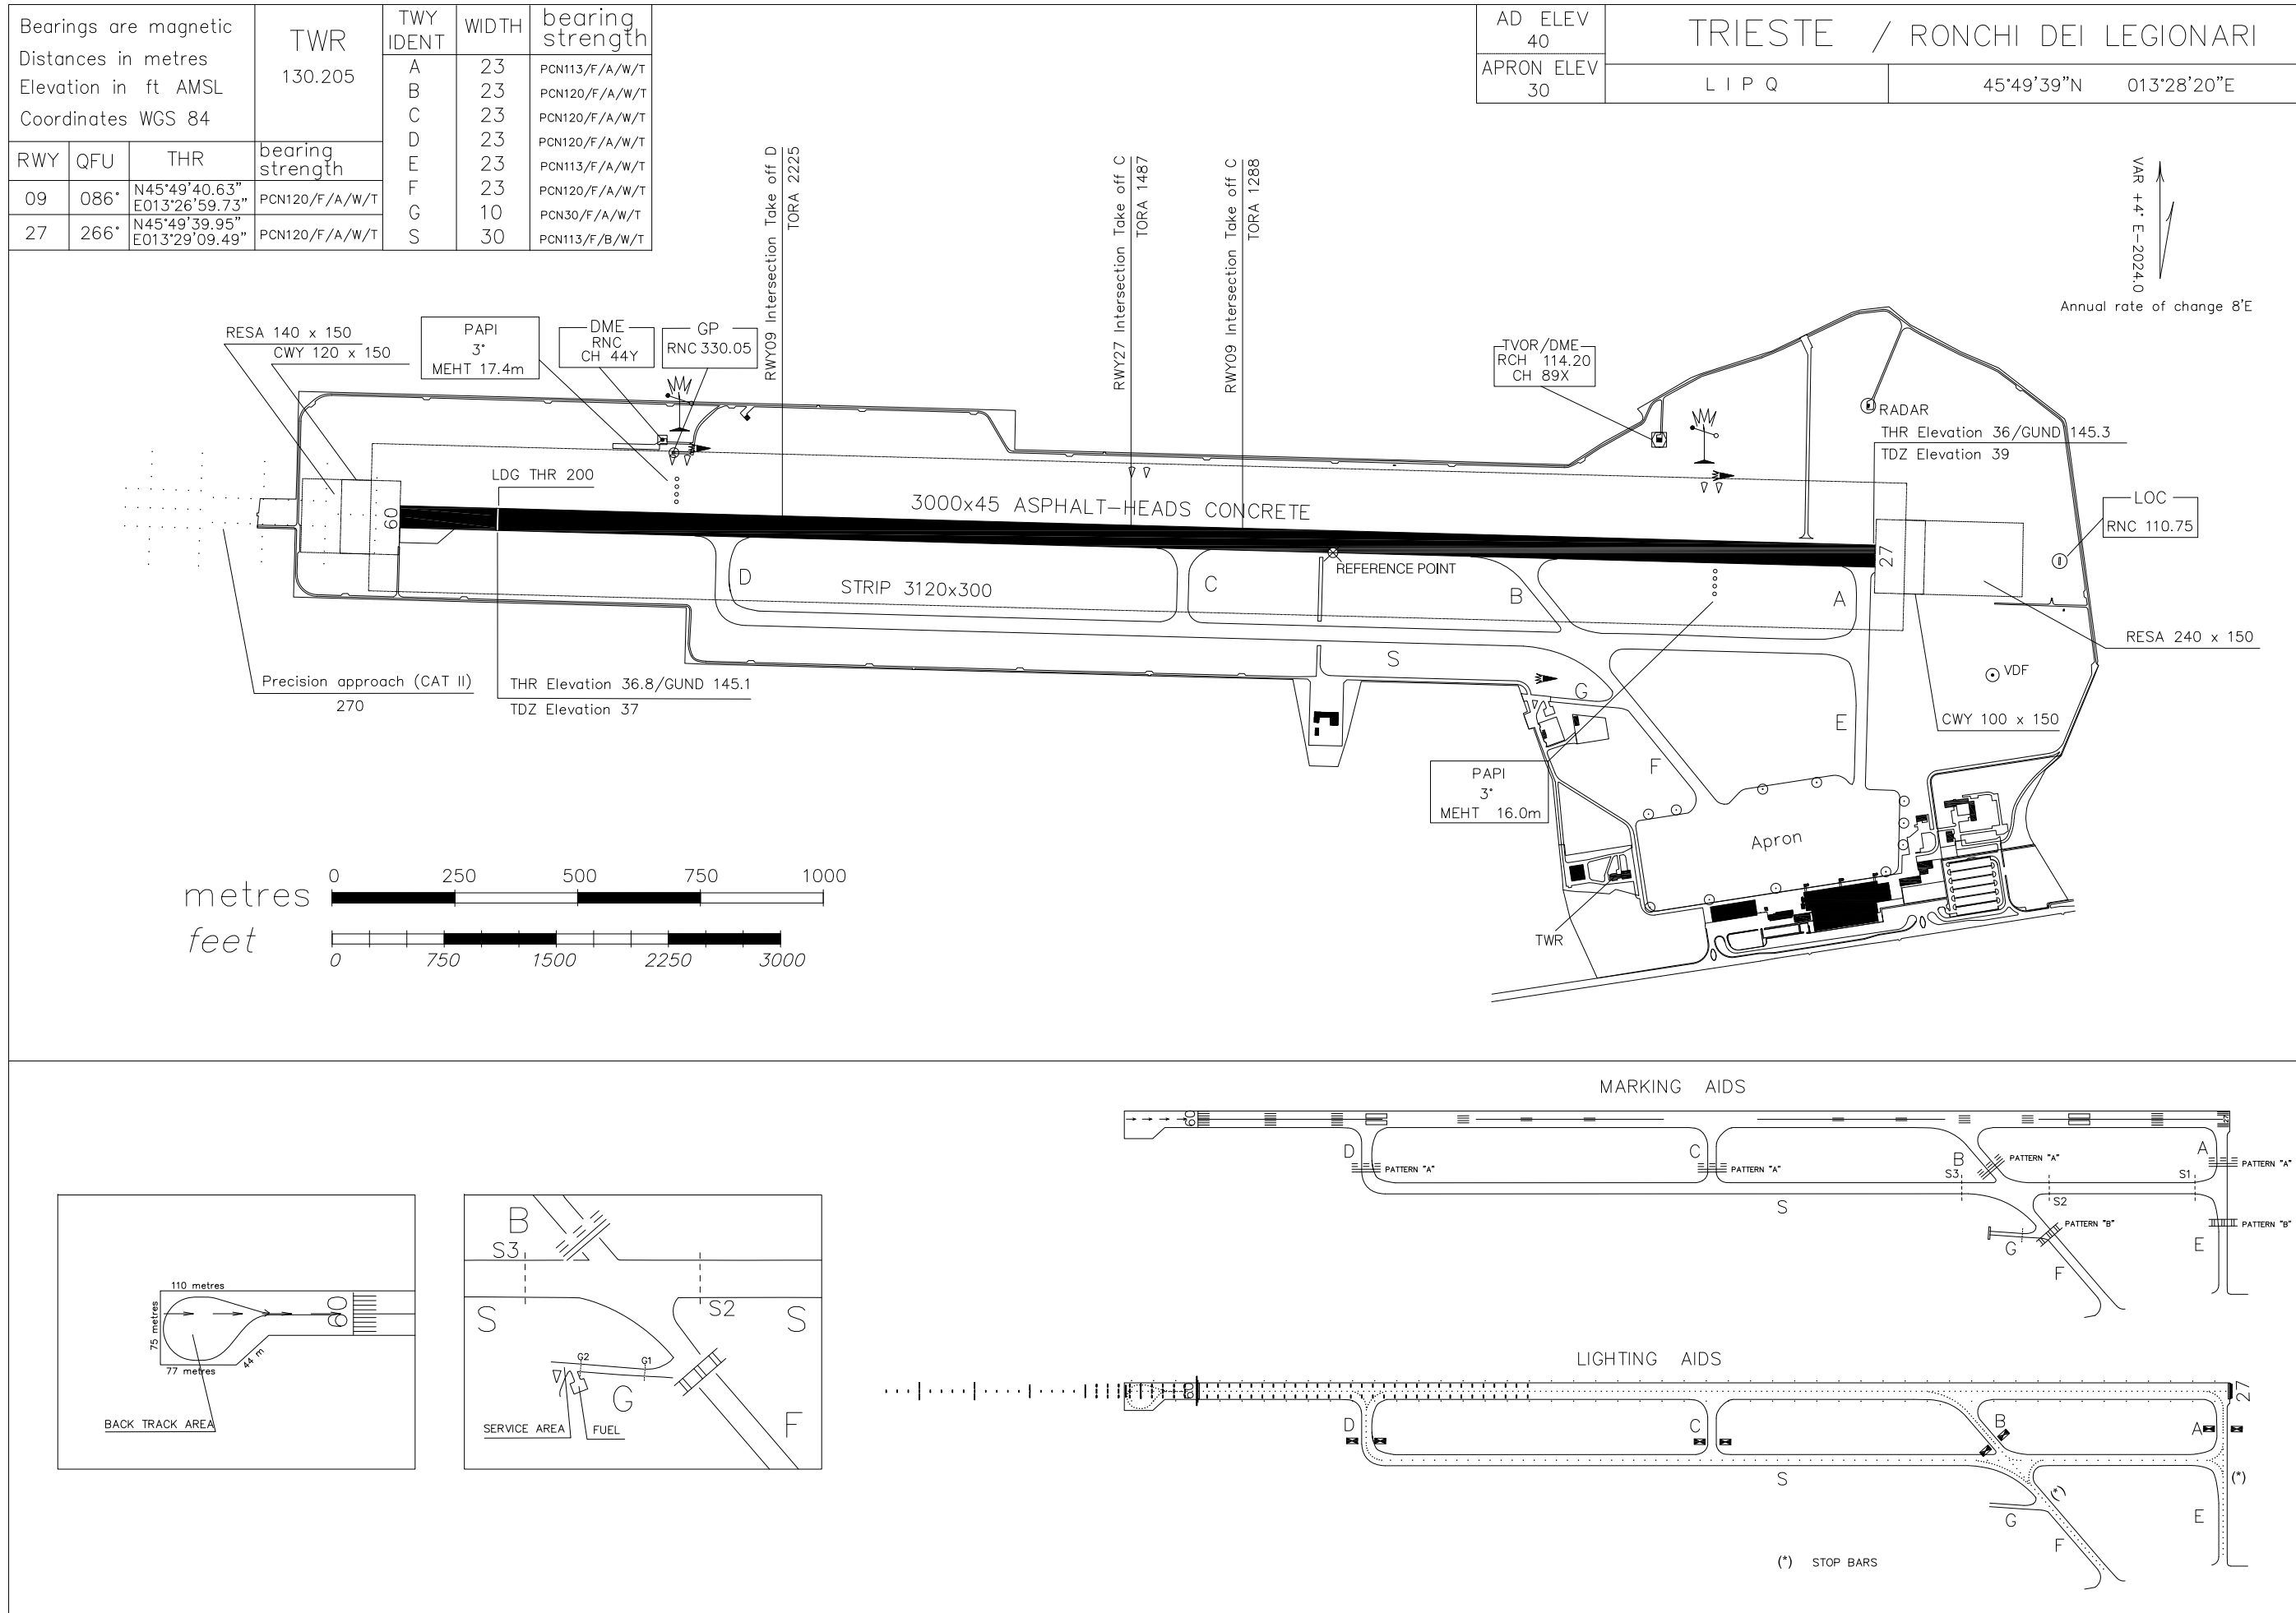 Bearings are magnetic
Distances in metres
Elevation in ft AMSL
Coordinates WGS 84
TWR
130.205
TWY IDENT WIDTH bearing strength
A 23 PCN113/F/A/W/T
B 23 PCN120/F/A/W/T
C 23 PCN120/F/A/W/T
D 23 PCN120/F/A/W/T
E 23 PCN113/F/A/W/T
F 23 PCN120/F/A/W/T
G 10 PCN30/F/A/W/T
S 30 PCN113/F/B/W/T
RWY QFU THR bearing strength
09 086° N45°49'40.63" E013°26'59.73" PCN120/F/A/W/T
27 266° N45°49'39.95" E013°29'09.49" PCN120/F/A/W/T
AD ELEV
40
APRON ELEV
30
TRIESTE / RONCHI DEI LEGIONARI
LIPQ
45°49'39"N 013°28'20"E
VAR +4° E-2024.0
Annual rate of change 8'E
RWY09 Intersection Take off D
TORA 2225
RWY27 Intersection Take off C
TORA 1487
RWY09 Intersection Take off C
TORA 1288
RESA 140 x 150
CWY 120 x 150
PAPI
3°
MEHT 17.4m
DME
RNC
CH 44Y
GP
RNC 330.05
TVOR/DME
RCH 114.20
CH 89X
RADAR
THR Elevation 36/GUND 145.3
TDZ Elevation 39
LDG THR 200
3000x45 ASPHALT-HEADS CONCRETE
LOC
RNC 110.75
09
27
REFERENCE POINT
D
C
B
A
STRIP 3120x300
RESA 240 x 150
S
VDF
Precision approach (CAT II)
270
THR Elevation 36.8/GUND 145.1
TDZ Elevation 37
G
CWY 100 x 150
E
F
PAPI
3°
MEHT 16.0m
Apron
TWR
metres
0 250 500 750 1000
feet
0 750 1500 2250 3000
MARKING AIDS
09
27
D
PATTERN "A"
C
PATTERN "A"
B
PATTERN "A"
A
PATTERN "A"
S3
S2
S1
S
PATTERN "B"
PATTERN "B"
G
F
E
110 metres
75 metres
77 metres
44 m
09
BACK TRACK AREA
B
S3
S
S2
S
G2
G1
G
F
SERVICE AREA
FUEL
LIGHTING AIDS
09
27
D
C
B
A
S
(*)
(*)
G
F
E
(*) STOP BARS